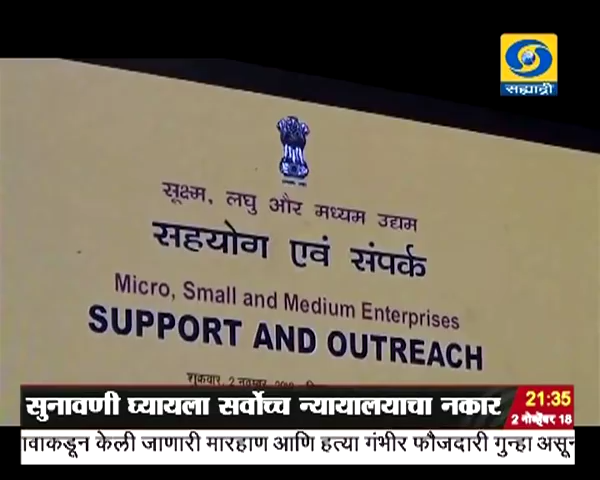 सह्याद्री
सूक्ष्म, लघु और मध्यम उद्यम
सहयोग एवं संपर्क
Micro, Small and Medium Enterprises
SUPPORT AND OUTREACH
शुक्रवार, 2 नवम्बर, 2018
सुनावणी घ्यायला सर्वोच्च न्यायालयाचा नकार
21:35
2 नोव्हेंबर 18
वाकडून केली जाणारी मारहाण आणि हत्या गंभीर फौजदारी गुन्हा असून